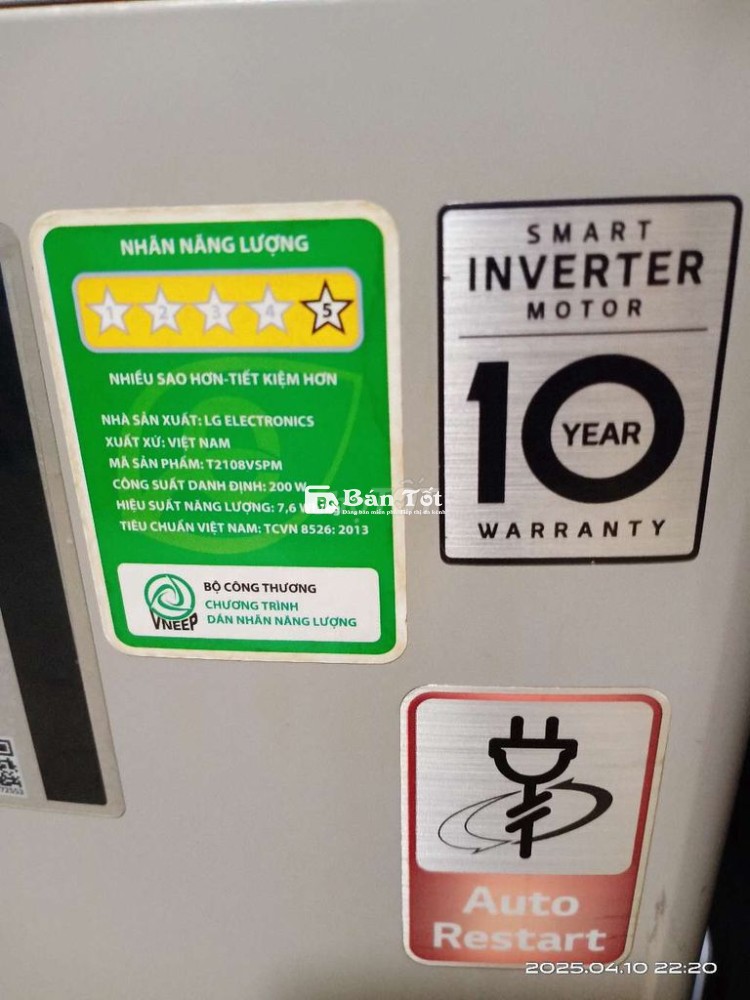 NHÃN NĂNG LƯỢNG
1 2 3 4 5
NHIỀU SAO HƠN-TIẾT KIỆM HƠN
NHÀ SẢN XUẤT: LG ELECTRONICS
XUẤT XỨ: VIỆT NAM
MÃ SẢN PHẨM: T2108VSPM
CÔNG SUẤT DANH ĐỊNH: 200 W
HIỆU SUẤT NĂNG LƯỢNG: 7,6
TIÊU CHUẨN VIỆT NAM: TCVN 8526: 2013
VNEEP
BỘ CÔNG THƯƠNG
CHƯƠNG TRÌNH
DÁN NHÃN NĂNG LƯỢNG
SMART
INVERTER
MOTOR
10
YEAR
WARRANTY
Bán Tốt
Auto
Restart
2025.04.10 22:20